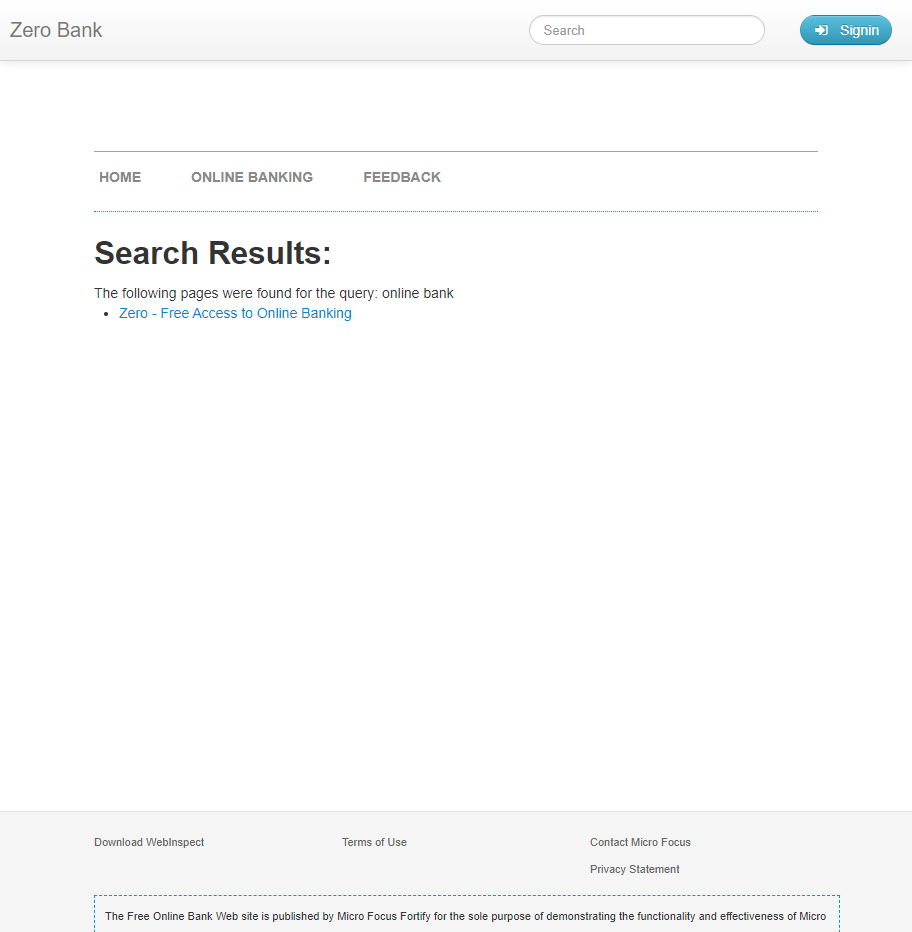 Zero Bank
Search
Signin
HOME
ONLINE BANKING
FEEDBACK
Search Results:
The following pages were found for the query: online bank
Zero - Free Access to Online Banking
Download WebInspect
Terms of Use
Contact Micro Focus
Privacy Statement
The Free Online Bank Web site is published by Micro Focus Fortify for the sole purpose of demonstrating the functionality and effectiveness of Micro